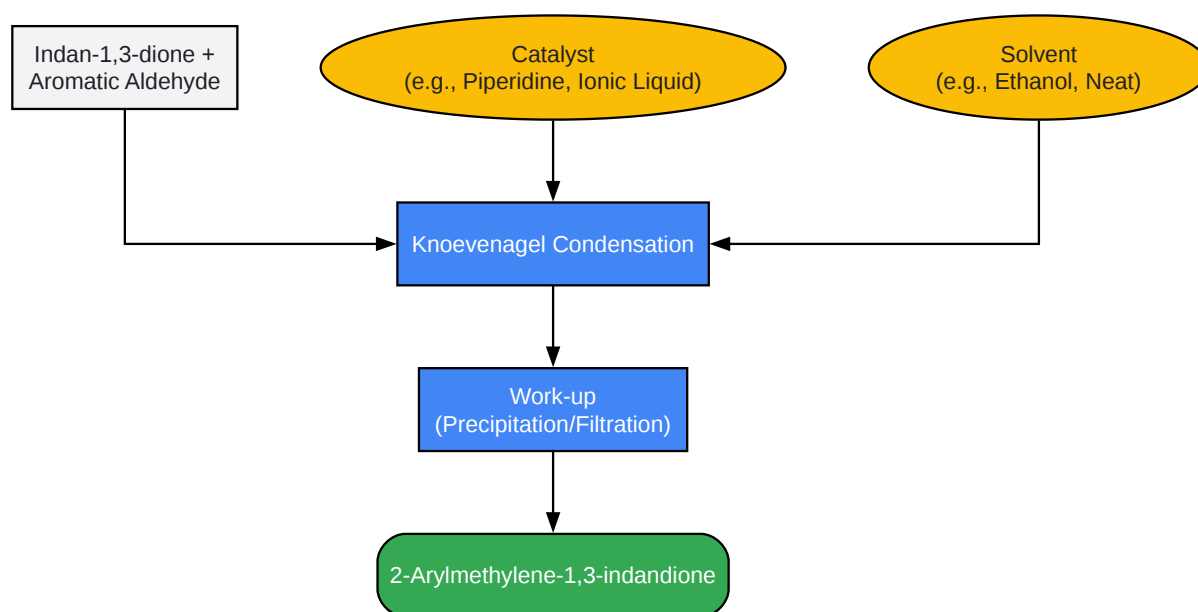 Indan-1,3-dione +
Aromatic Aldehyde
Catalyst
(e.g., Piperidine, Ionic Liquid)
Solvent
(e.g., Ethanol, Neat)
Knoevenagel Condensation
Work-up
(Precipitation/Filtration)
2-Arylmethylene-1,3-indandione